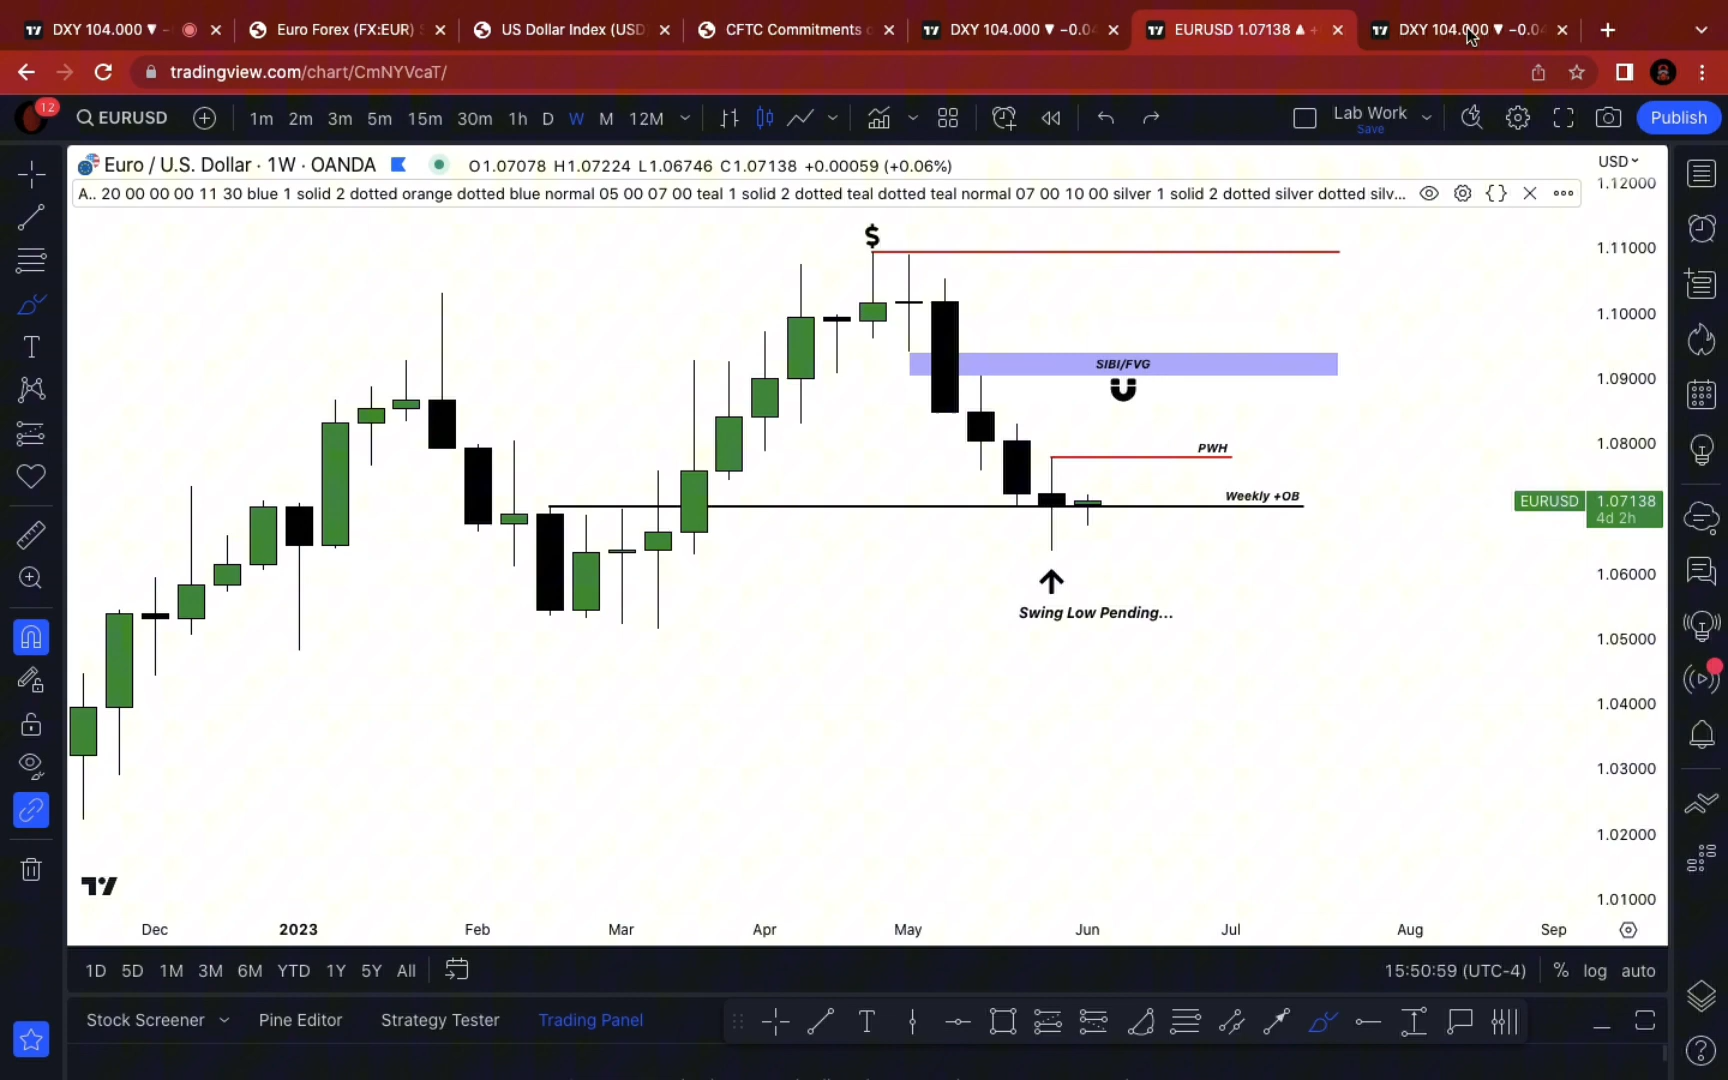 DXY 104.000 ▼ -
Euro Forex (FX:EUR)
US Dollar Index (USD
CFTC Commitments o
DXY 104.000 ▼ −0.04
EURUSD 1.07138 ▲ +
DXY 104.000 ▼ −0.04
tradingview.com/chart/CmNYVcaT/
12
EURUSD
1m 2m 3m 5m 15m 30m 1h D W M 12M
Lab Work
Save
Publish
Euro / U.S. Dollar · 1W · OANDA
O1.07078 H1.07224 L1.06746 C1.07138 +0.00059 (+0.06%)
USD
A.. 20 00 00 00 11 30 blue 1 solid 2 dotted orange dotted blue normal 05 00 07 00 teal 1 solid 2 dotted teal dotted teal normal 07 00 10 00 silver 1 solid 2 dotted silver dotted silv...
1.12000
$
1.11000
1.10000
SIBI/FVG
1.09000
1.08000
PWH
Weekly +OB
EURUSD 1.07138
4d 2h
1.06000
Swing Low Pending...
1.05000
1.04000
1.03000
1.02000
1.01000
Dec 2023 Feb Mar Apr May Jun Jul Aug Sep
1D 5D 1M 3M 6M YTD 1Y 5Y All
15:50:59 (UTC-4) % log auto
Stock Screener Pine Editor Strategy Tester Trading Panel